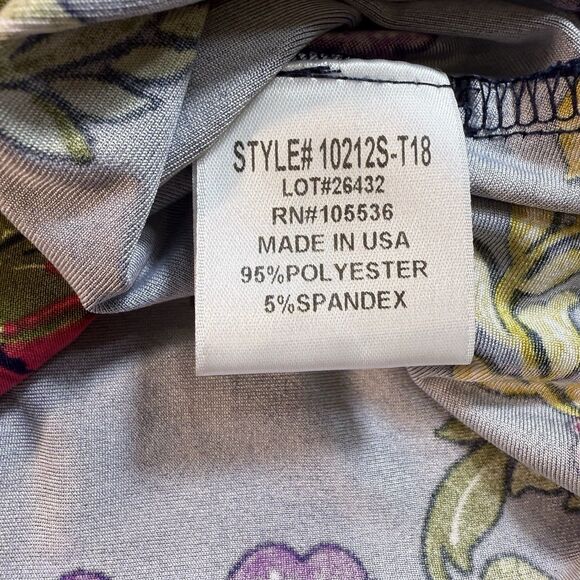 STYLE# 10212S-T18
LOT#26432
RN#105536
MADE IN USA
95%POLYESTER
5%SPANDEX